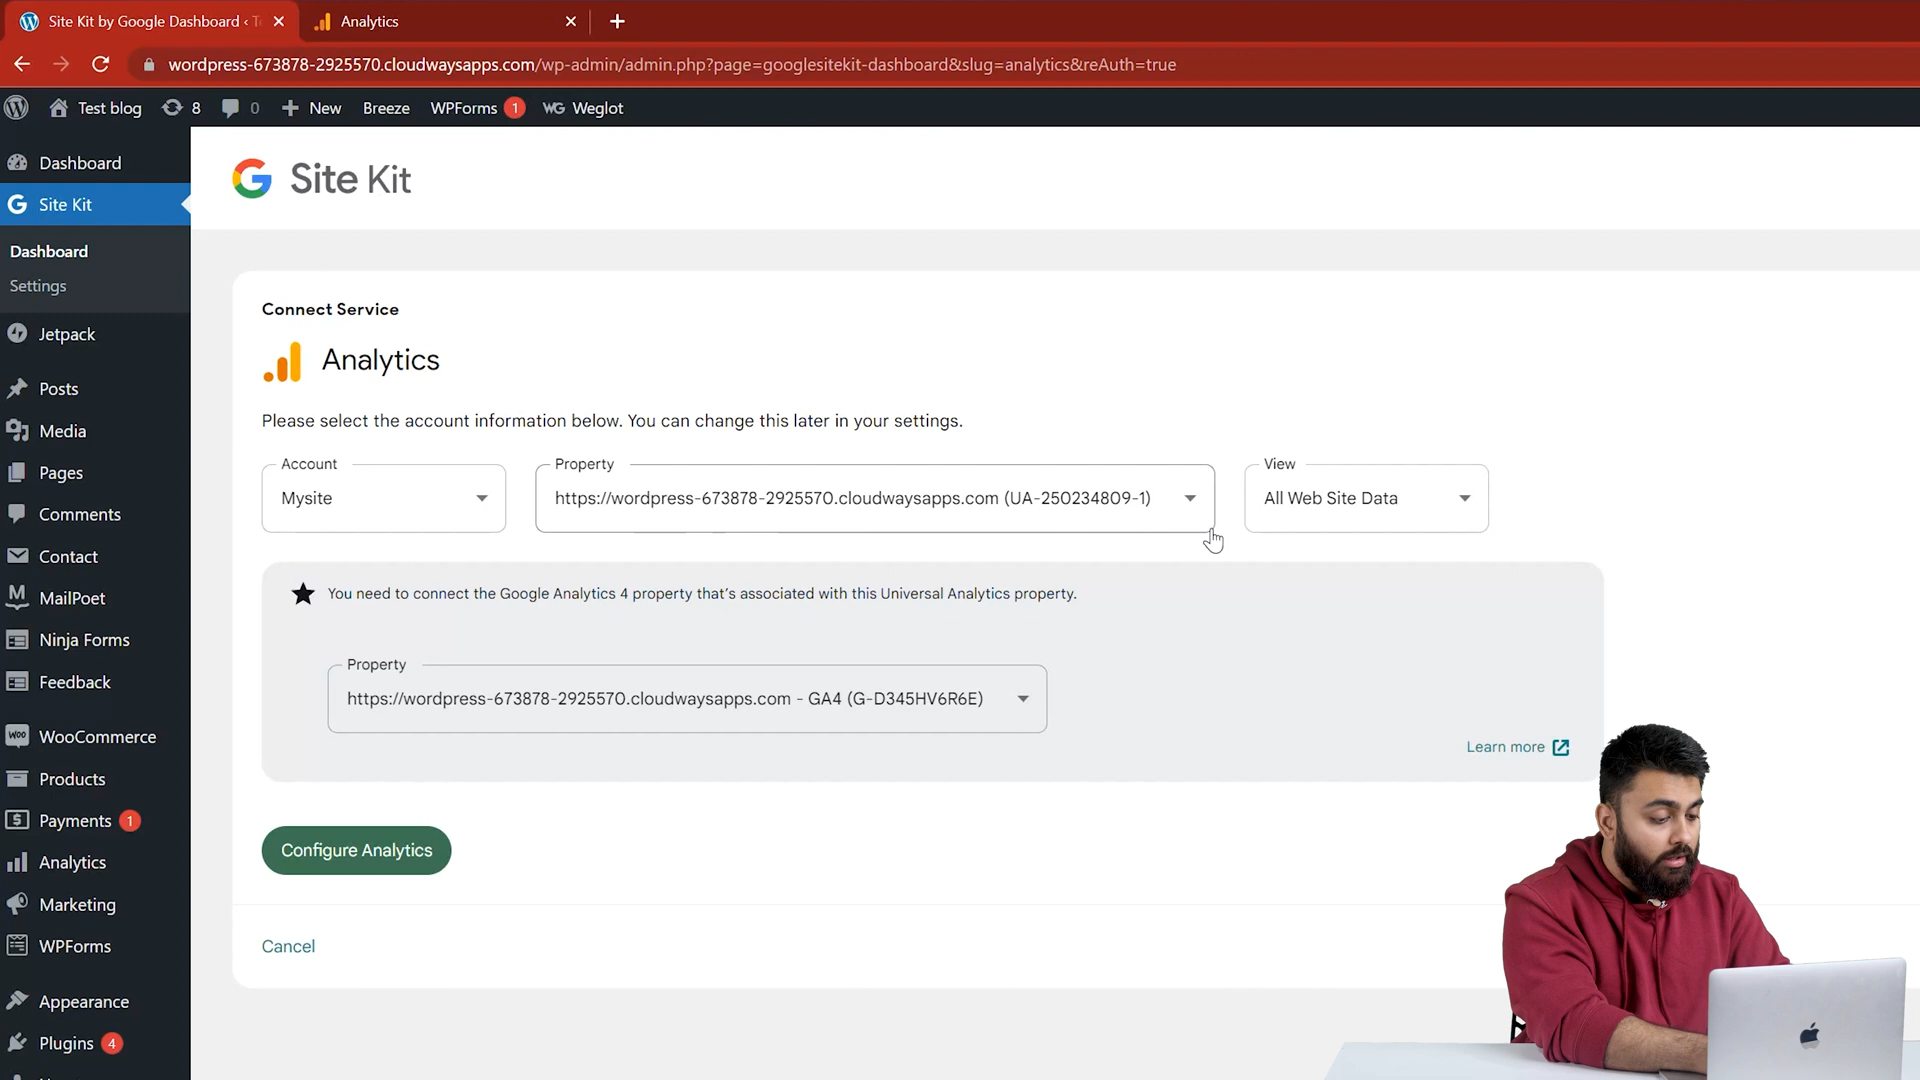 Site Kit by Google Dashboard ‹ T
Analytics
wordpress-673878-2925570.cloudwaysapps.com/wp-admin/admin.php?page=googlesitekit-dashboard&slug=analytics&reAuth=true
Test blog 8 0 New Breeze WPForms 1 WG Weglot
Dashboard
Site Kit
Dashboard
Settings
Jetpack
Posts
Media
Pages
Comments
Contact
MailPoet
Ninja Forms
Feedback
WooCommerce
Products
Payments 1
Analytics
Marketing
WPForms
Appearance
Plugins 4
Site Kit
Connect Service
Analytics
Please select the account information below. You can change this later in your settings.
Account
Mysite
Property
https://wordpress-673878-2925570.cloudwaysapps.com (UA-250234809-1)
View
All Web Site Data
You need to connect the Google Analytics 4 property that's associated with this Universal Analytics property.
Property
https://wordpress-673878-2925570.cloudwaysapps.com - GA4 (G-D345HV6R6E)
Learn more
Configure Analytics
Cancel